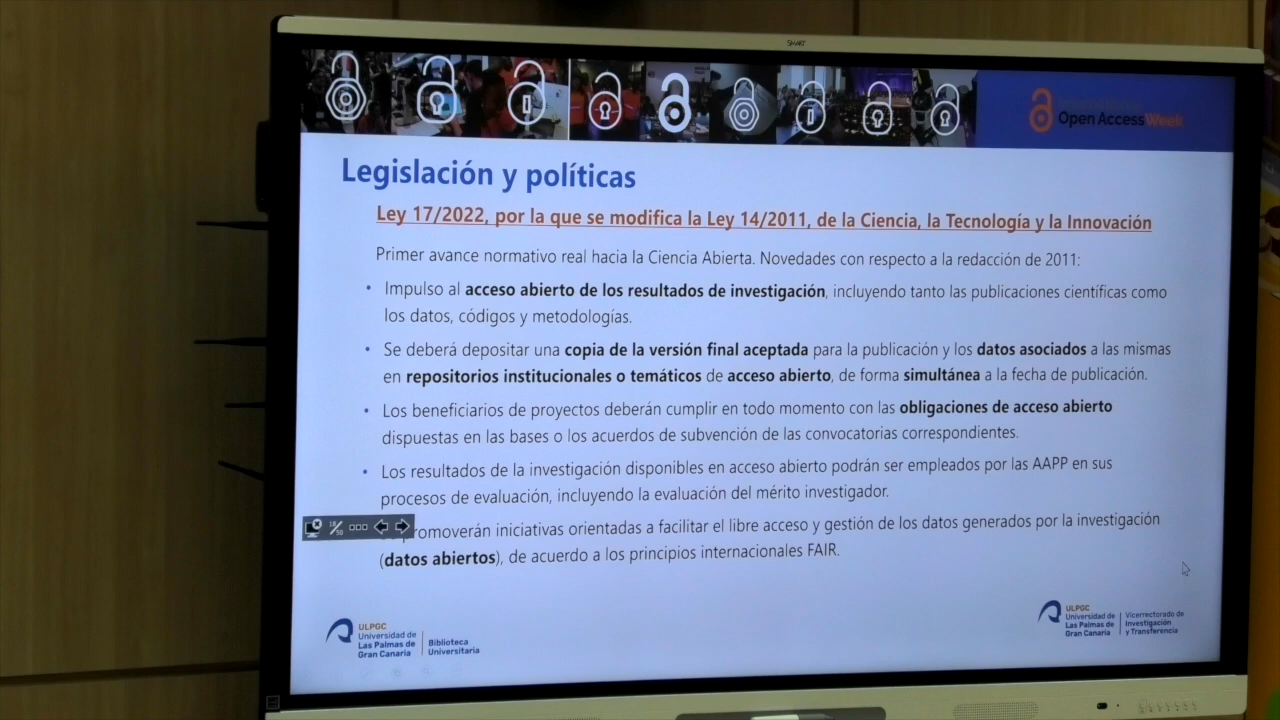 SMART
International
Open AccessWeek
Legislación y políticas
Ley 17/2022, por la que se modifica la Ley 14/2011, de la Ciencia, la Tecnología y la Innovación
Primer avance normativo real hacia la Ciencia Abierta. Novedades con respecto a la redacción de 2011:
• Impulso al acceso abierto de los resultados de investigación, incluyendo tanto las publicaciones científicas como
los datos, códigos y metodologías.
• Se deberá depositar una copia de la versión final aceptada para la publicación y los datos asociados a las mismas
en repositorios institucionales o temáticos de acceso abierto, de forma simultánea a la fecha de publicación.
• Los beneficiarios de proyectos deberán cumplir en todo momento con las obligaciones de acceso abierto
dispuestas en las bases o los acuerdos de subvención de las convocatorias correspondientes.
• Los resultados de la investigación disponibles en acceso abierto podrán ser empleados por las AAPP en sus
procesos de evaluación, incluyendo la evaluación del mérito investigador.
18/50
romoverán iniciativas orientadas a facilitar el libre acceso y gestión de los datos generados por la investigación
(datos abiertos), de acuerdo a los principios internacionales FAIR.
ULPGC
Universidad de
Las Palmas de
Gran Canaria
Biblioteca
Universitaria
ULPGC
Universidad de
Las Palmas de
Gran Canaria
Vicerrectorado de
Investigación
y Transferencia